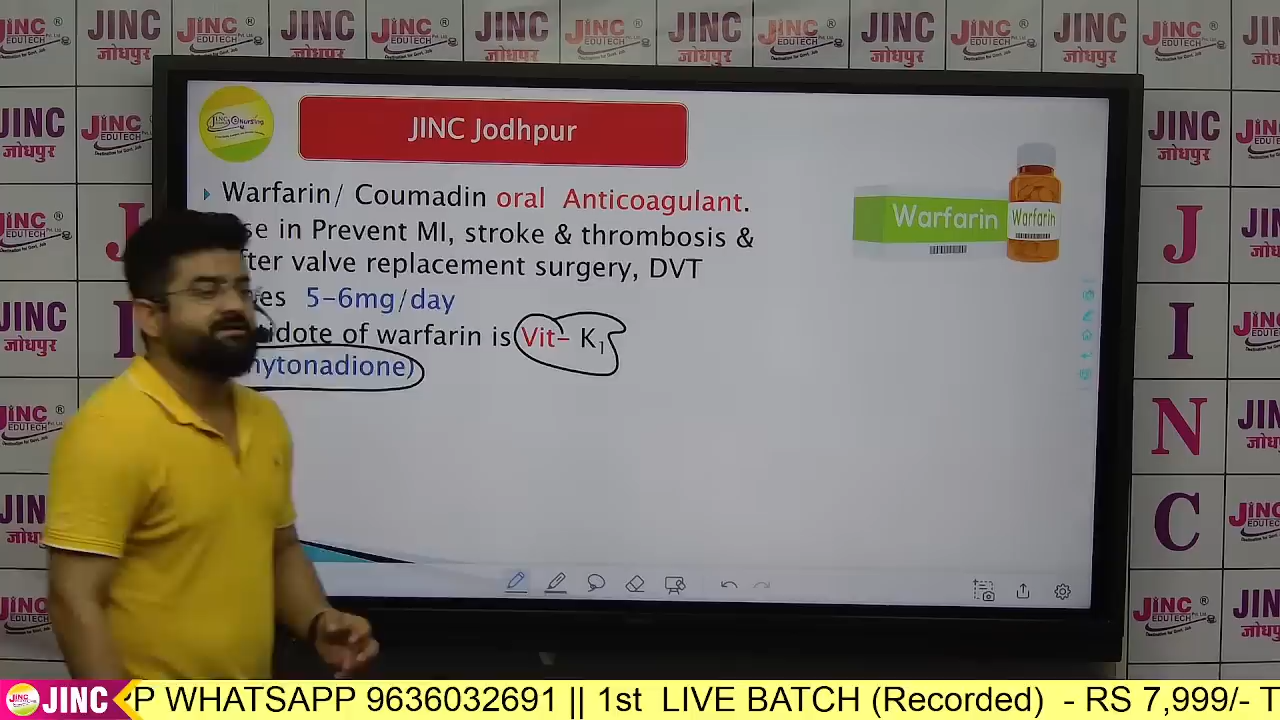 JINC Jodhpur
Warfarin/ Coumadin oral Anticoagulant.
se in Prevent MI, stroke & thrombosis &
fter valve replacement surgery, DVT
es 5-6mg/day
idote of warfarin is Vit- K1
hytonadione)
Warfarin
Warfarin
JINC
जोधपुर
JINC
EDUTECH
J
I
N
C
JINC
P WHATSAPP 9636032691 || 1st LIVE BATCH (Recorded) - RS 7,999/- T